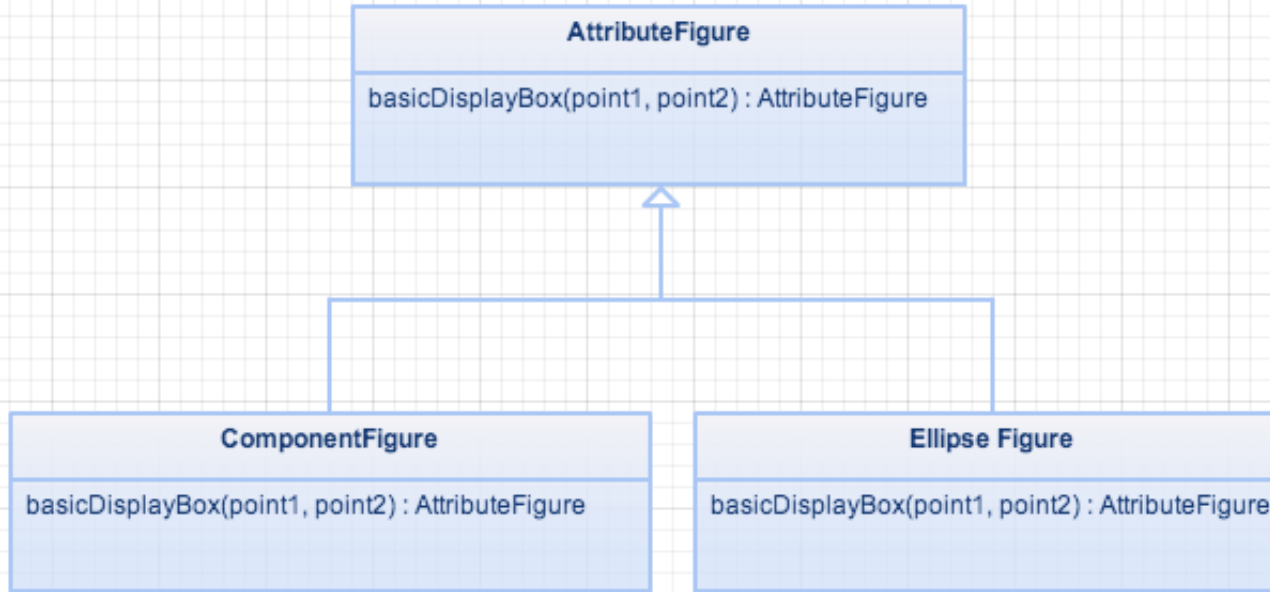 AttributeFigure
basicDisplayBox(point1, point2) : AttributeFigure
ComponentFigure
basicDisplayBox(point1, point2) : AttributeFigure
Ellipse Figure
basicDisplayBox(point1, point2) : AttributeFigure